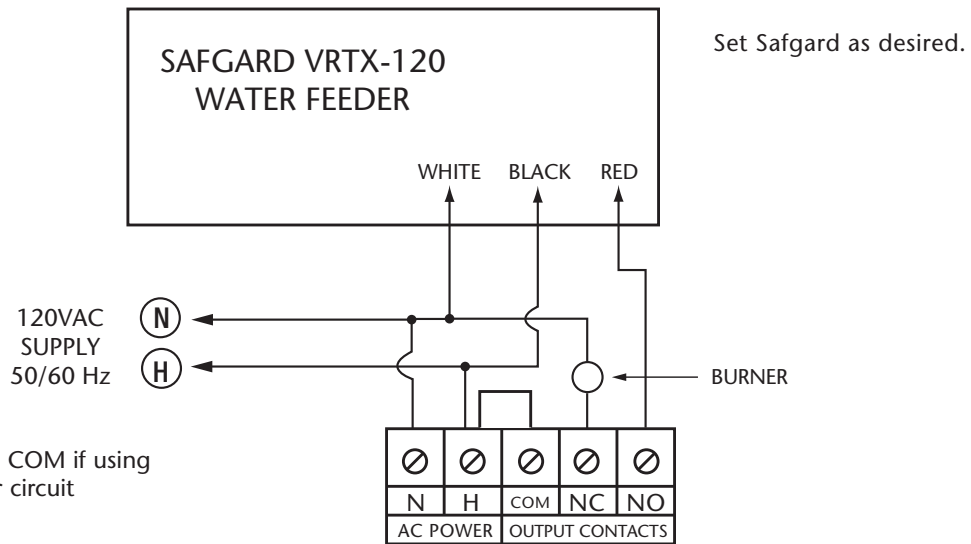 SAFGARD VRTX-120
WATER FEEDER
Set Safgard as desired.
WHITE BLACK RED
120VAC
SUPPLY
50/60 Hz
N
H
BURNER
COM if using
circuit
N H COM NC NO
AC POWER OUTPUT CONTACTS